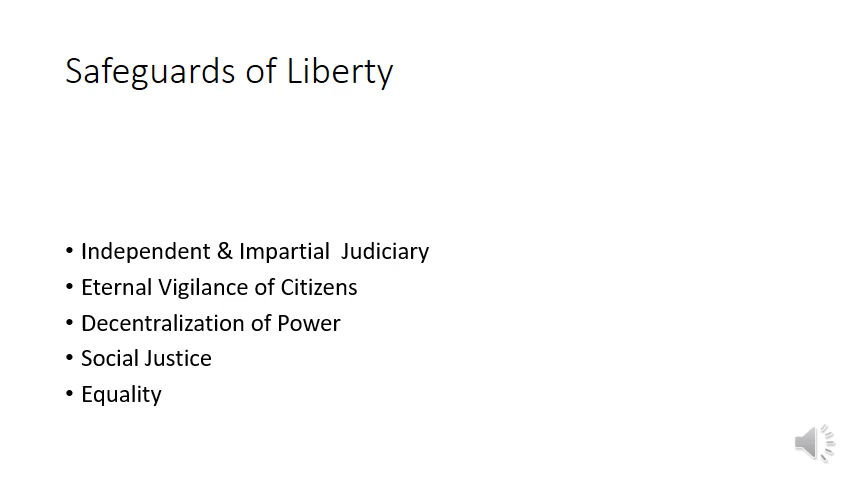 Safeguards of Liberty
• Independent & Impartial  Judiciary
• Eternal Vigilance of Citizens
• Decentralization of Power
• Social Justice
• Equality